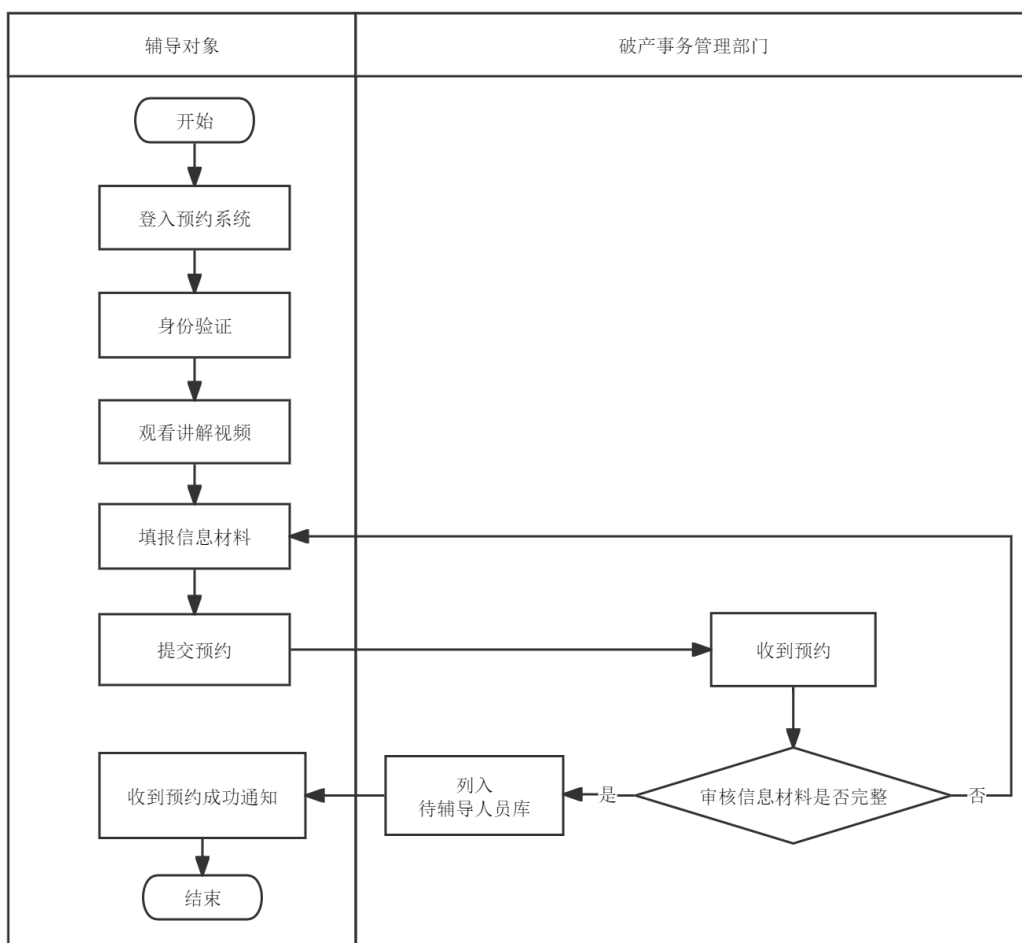 辅导对象
破产事务管理部门
开始
登入预约系统
身份验证
观看讲解视频
填报信息材料
提交预约
收到预约
审核信息材料是否完整
是
否
列入
待辅导人员库
收到预约成功通知
结束